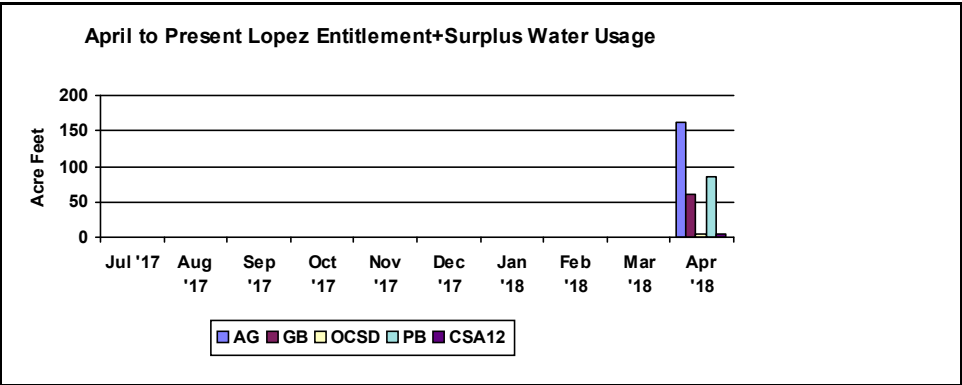 April to Present Lopez Entitlement+Surplus Water Usage
Acre Feet
200
150
100
50
0
Jul '17 Aug '17 Sep '17 Oct '17 Nov '17 Dec '17 Jan '18 Feb '18 Mar '18 Apr '18
AG GB OCSD PB CSA12